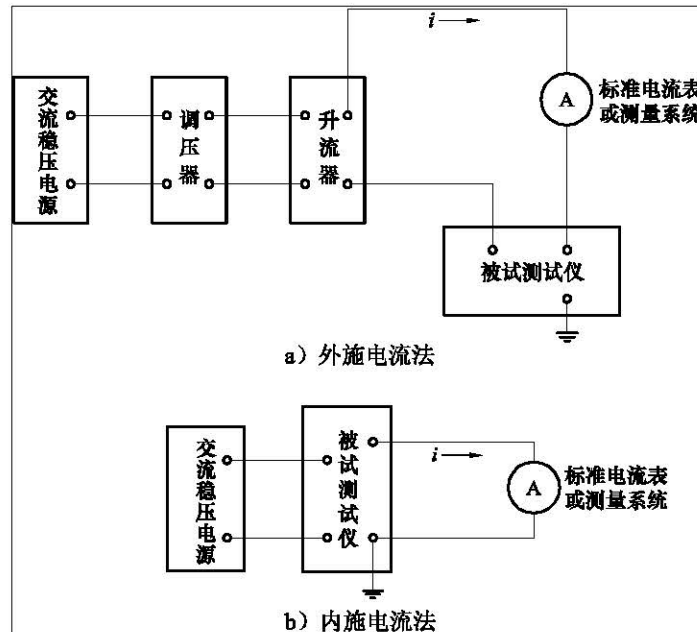 i
交流稳压电源
调压器
升流器
A
标准电流表
或测量系统
被试测试仪
a）外施电流法
交流稳压电源
被试测试仪
i
A
标准电流表
或测量系统
b）内施电流法